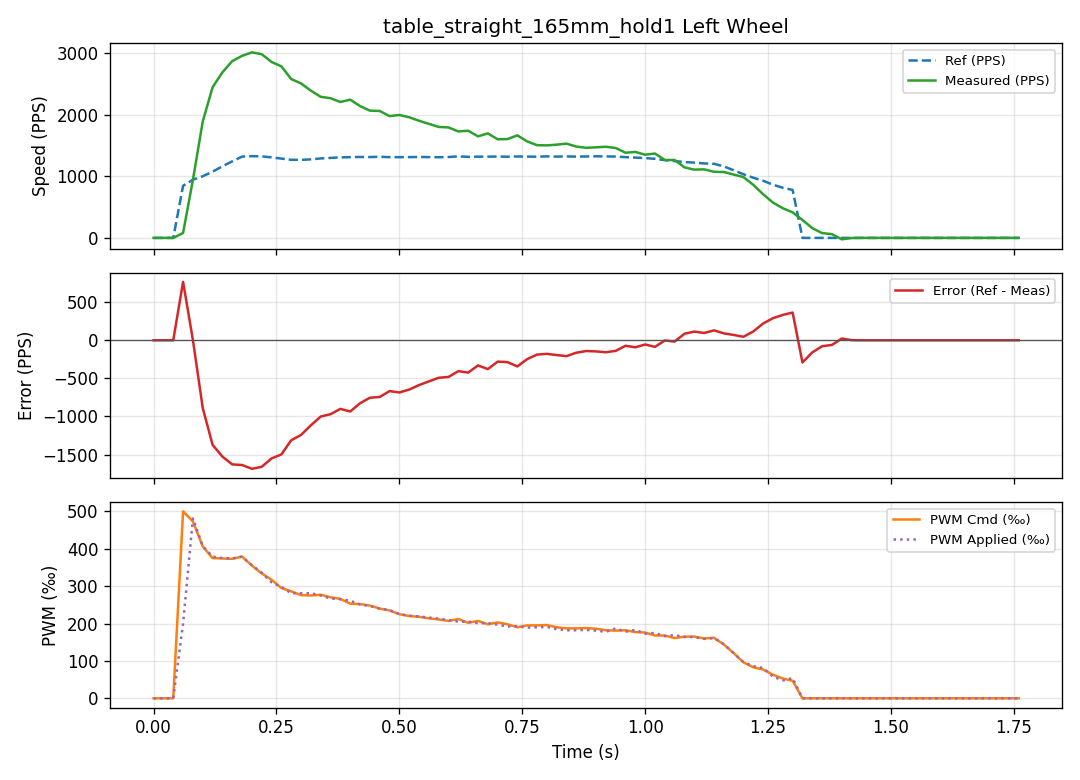 table_straight_165mm_hold1 Left Wheel
Speed (PPS)
3000
2000
1000
0
Ref (PPS)
Measured (PPS)
Error (PPS)
500
0
−500
−1000
−1500
Error (Ref - Meas)
PWM (‰)
500
400
300
200
100
0
PWM Cmd (‰)
PWM Applied (‰)
0.00 0.25 0.50 0.75 1.00 1.25 1.50 1.75
Time (s)